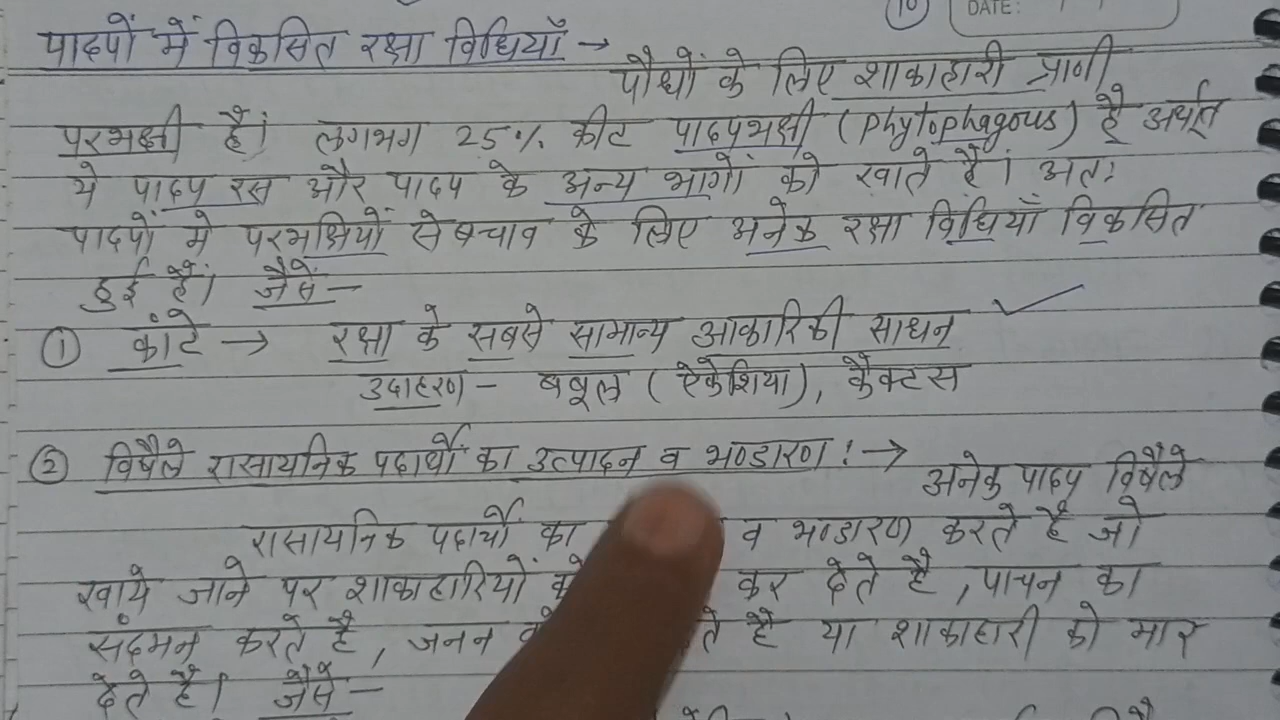 10 DATE:
पादपों में विकसित रक्षा विधियाँ →
पौधों के लिए शाकाहारी प्राणी
परभक्षी हैं। लगभग 25% कीट पादपभक्षी (Phytophagous) है अर्थात्
ये पादप रस और पादप के अन्य भागों को खाते हैं। अतः
पादपों मे परभक्षियों से बचाव के लिए अनेक रक्षा विधियाँ विकसित
हुई हैं। जैसे -
① कांटे → रक्षा के सबसे सामान्य आकारिकी साधन
उदाहरण - बबूल (ऐकेशिया), कैक्टस
② विषैले रासायनिक पदार्थों का उत्पादन व भण्डारण : →
अनेक पादप विषैले
रासायनिक पदार्थों का व भण्डारण करते है जो
खाये जाने पर शाकाहारियों कर देते है, पाचन का
संदमन करते है, जनन है या शाकाहारी को मार
देते है। जैसे -